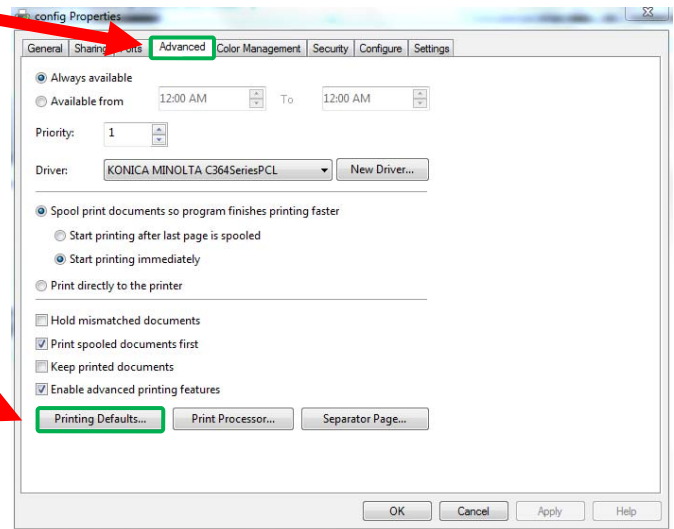 config Properties
General Sharing Ports Advanced Color Management Security Configure Settings
Always available
Available from 12:00 AM To 12:00 AM
Priority: 1
Driver: KONICA MINOLTA C364SeriesPCL New Driver...
Spool print documents so program finishes printing faster
Start printing after last page is spooled
Start printing immediately
Print directly to the printer
Hold mismatched documents
Print spooled documents first
Keep printed documents
Enable advanced printing features
Printing Defaults... Print Processor... Separator Page...
OK Cancel Apply Help